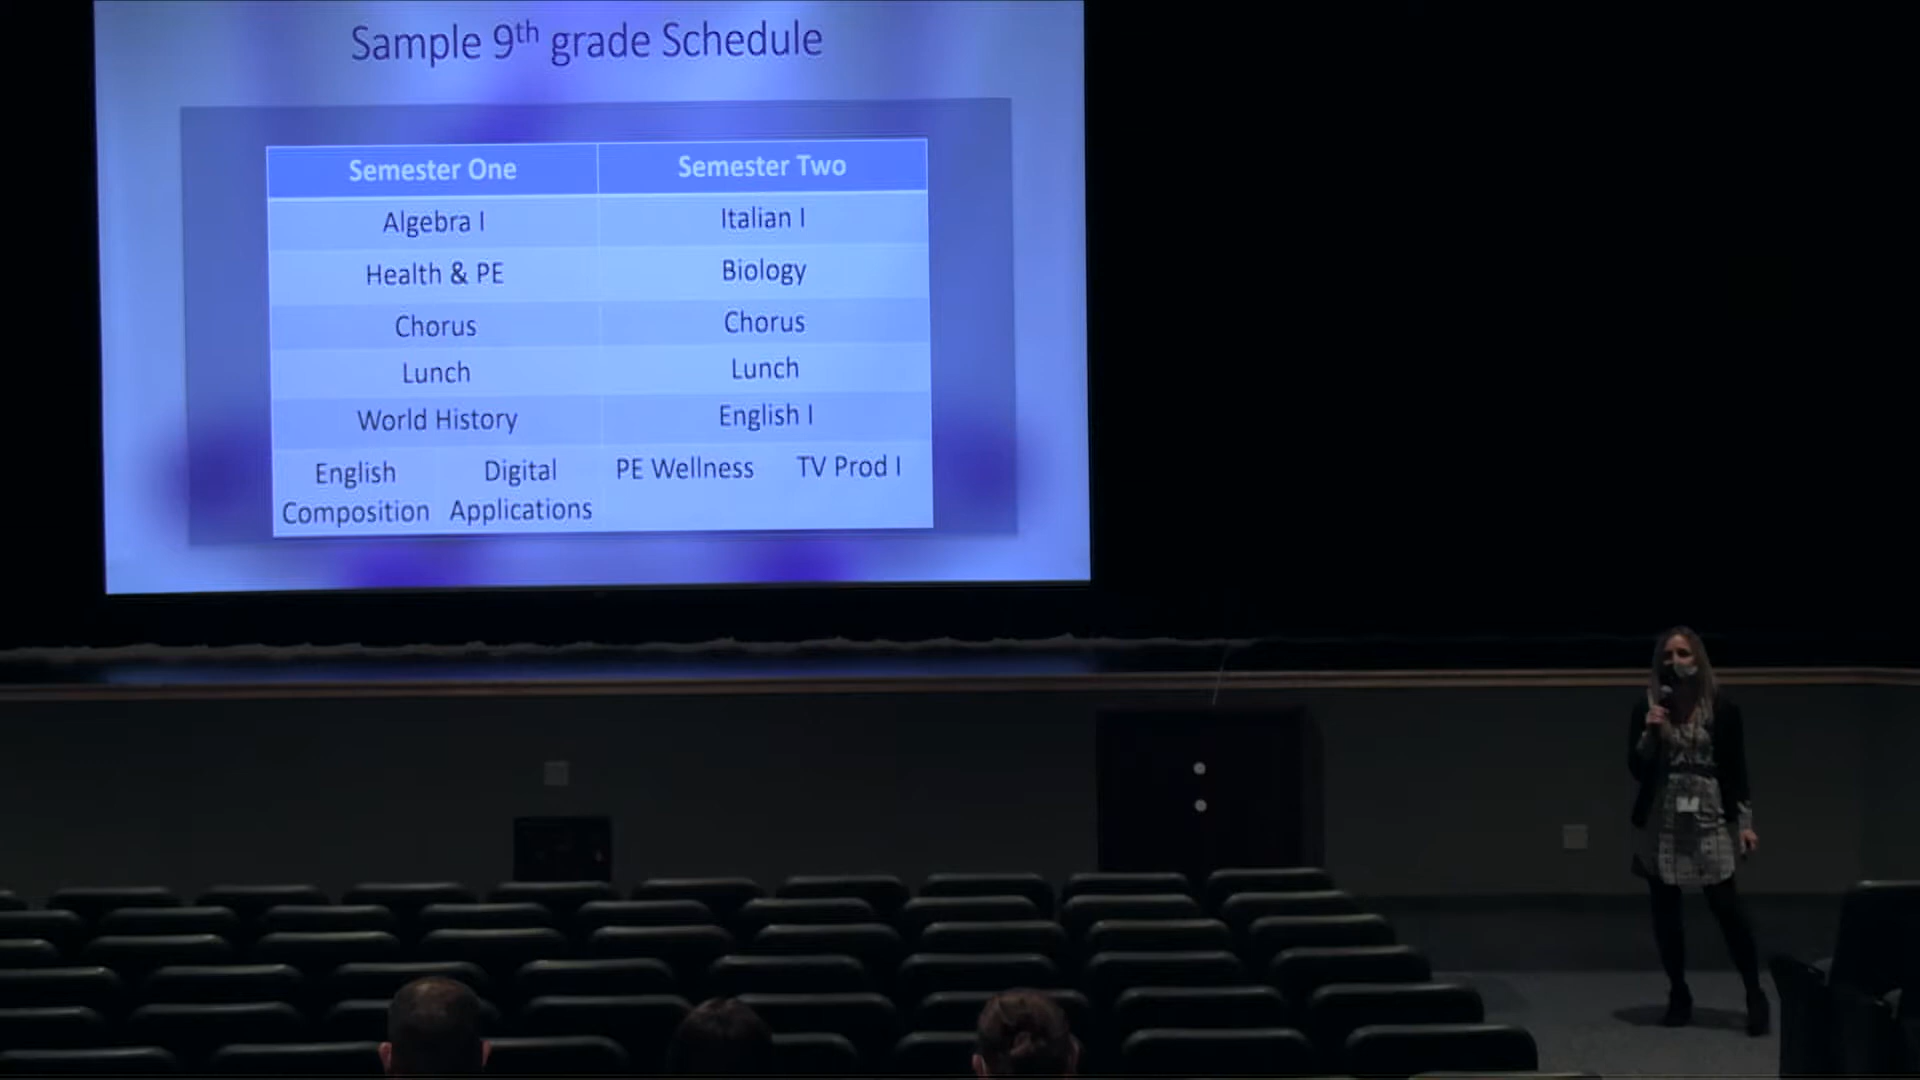 Sample 9th grade Schedule
Semester One Semester Two
Algebra I Italian I
Health & PE Biology
Chorus Chorus
Lunch Lunch
World History English I
English Digital PE Wellness TV Prod I
Composition Applications